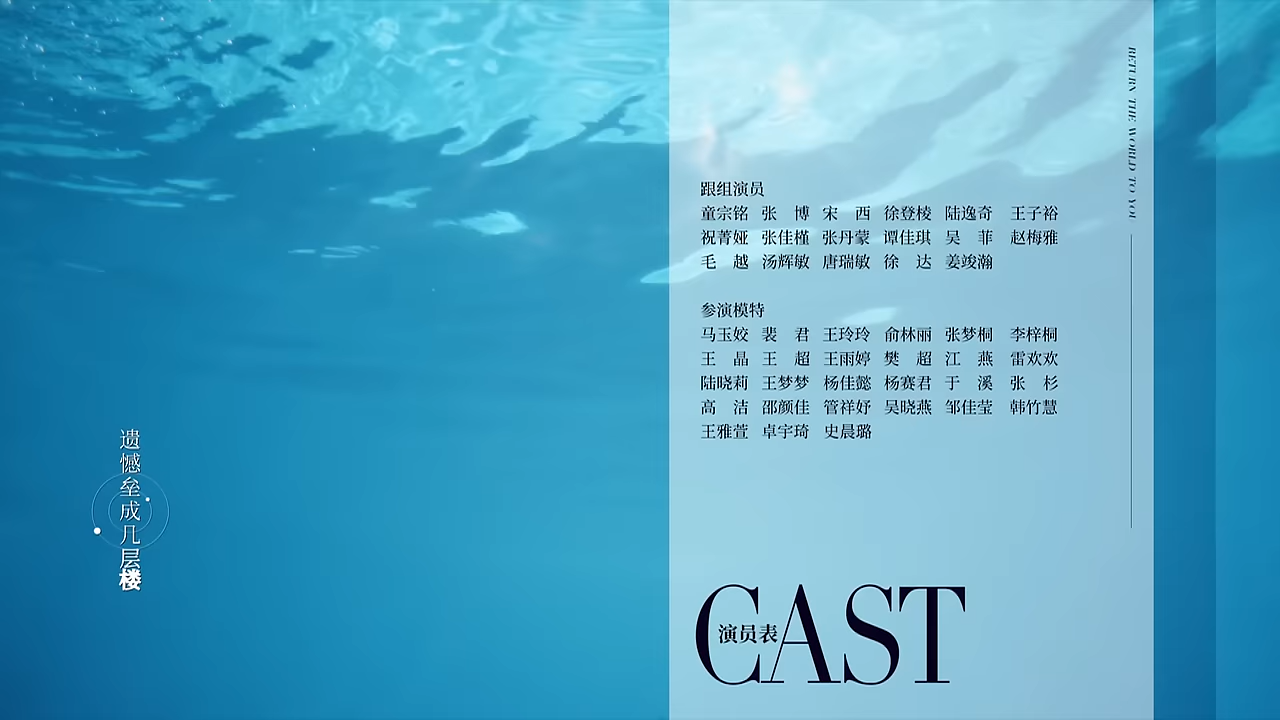 遗憾垒成几层楼
RETURN THE WORLD TO YOU
跟组演员
童宗铭 张 博 宋 西 徐登棱 陆逸奇 王子裕
祝菁娅 张佳槿 张丹蒙 谭佳琪 吴 菲 赵梅雅
毛 越 汤辉敏 唐瑞敏 徐 达 姜竣瀚
参演模特
马玉姣 裴 君 王玲玲 俞林丽 张梦桐 李梓桐
王 晶 王 超 王雨婷 樊 超 江 燕 雷欢欢
陆晓莉 王梦梦 杨佳懿 杨赛君 于 溪 张 杉
高 洁 邵颜佳 管祥妤 吴晓燕 邹佳莹 韩竹慧
王雅萱 卓宇琦 史晨璐
CAST
演员表